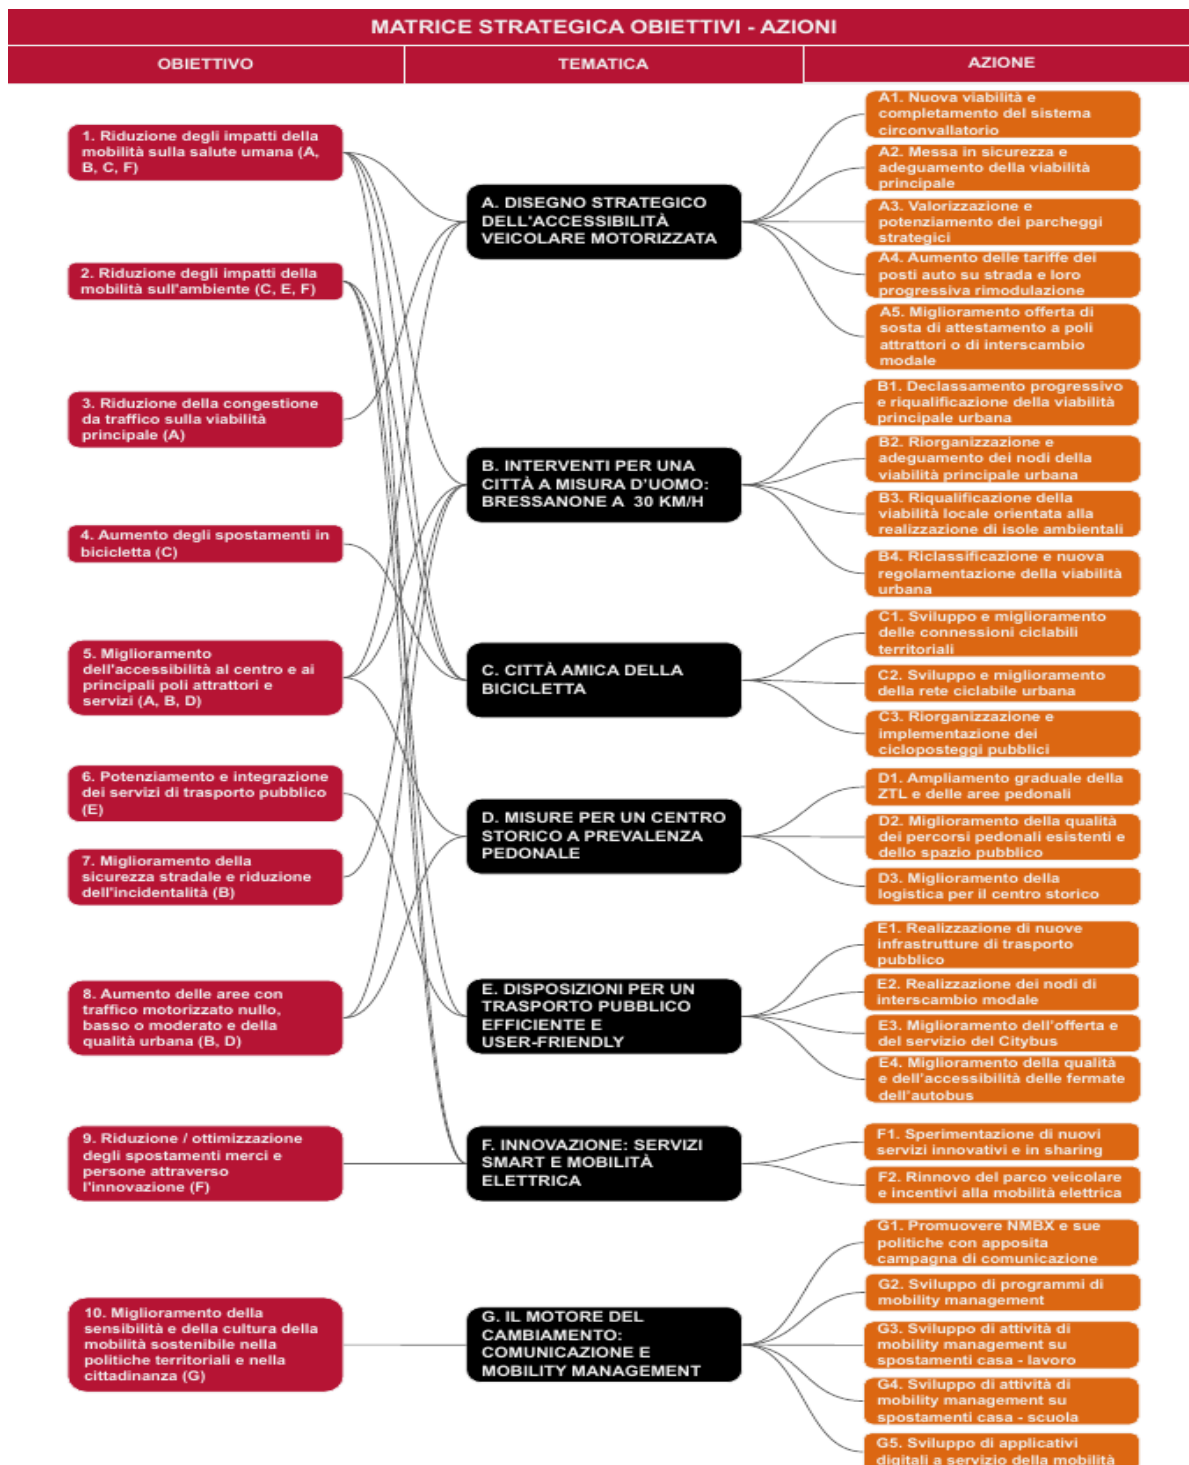 MATRICE STRATEGICA OBIETTIVI - AZIONI
OBIETTIVO
TEMATICA
AZIONE
1. Riduzione degli impatti della
mobilità sulla salute umana (A,
B, C, F)
2. Riduzione degli impatti della
mobilità sull'ambiente (C, E, F)
3. Riduzione della congestione
da traffico sulla viabilità
principale (A)
4. Aumento degli spostamenti in
bicicletta (C)
5. Miglioramento
dell'accessibilità al centro e ai
principali poli attrattori e
servizi (A, B, D)
6. Potenziamento e integrazione
dei servizi di trasporto pubblico
(E)
7. Miglioramento della
sicurezza stradale e riduzione
dell'incidentalità (B)
8. Aumento delle aree con
traffico motorizzato nullo,
basso o moderato e della
qualità urbana (B, D)
9. Riduzione / ottimizzazione
degli spostamenti merci e
persone attraverso
l'innovazione (F)
10. Miglioramento della
sensibilità e della cultura della
mobilità sostenibile nella
politiche territoriali e nella
cittadinanza (G)
A. DISEGNO STRATEGICO
DELL'ACCESSIBILITÀ
VEICOLARE MOTORIZZATA
B. INTERVENTI PER UNA
CITTÀ A MISURA D'UOMO:
BRESSANONE A 30 KM/H
C. CITTÀ AMICA DELLA
BICICLETTA
D. MISURE PER UN CENTRO
STORICO A PREVALENZA
PEDONALE
E. DISPOSIZIONI PER UN
TRASPORTO PUBBLICO
EFFICIENTE E
USER-FRIENDLY
F. INNOVAZIONE: SERVIZI
SMART E MOBILITÀ
ELETTRICA
G. IL MOTORE DEL
CAMBIAMENTO:
COMUNICAZIONE E
MOBILITY MANAGEMENT
A1. Nuova viabilità e
completamento del sistema
circonvallatorio
A2. Messa in sicurezza e
adeguamento della viabilità
principale
A3. Valorizzazione e
potenziamento dei parcheggi
strategici
A4. Aumento delle tariffe dei
posti auto su strada e loro
progressiva rimodulazione
A5. Miglioramento offerta di
sosta di attestamento a poli
attrattori o di interscambio
modale
B1. Declassamento progressivo
e riqualificazione della viabilità
principale urbana
B2. Riorganizzazione e
adeguamento dei nodi della
viabilità principale urbana
B3. Riqualificazione della
viabilità locale orientata alla
realizzazione di isole ambientali
B4. Riclassificazione e nuova
regolamentazione della viabilità
urbana
C1. Sviluppo e miglioramento
delle connessioni ciclabili
territoriali
C2. Sviluppo e miglioramento
della rete ciclabile urbana
C3. Riorganizzazione e
implementazione dei
cicloposteggi pubblici
D1. Ampliamento graduale della
ZTL e delle aree pedonali
D2. Miglioramento della qualità
dei percorsi pedonali esistenti e
dello spazio pubblico
D3. Miglioramento della
logistica per il centro storico
E1. Realizzazione di nuove
infrastrutture di trasporto
pubblico
E2. Realizzazione dei nodi di
interscambio modale
E3. Miglioramento dell'offerta e
del servizio del Citybus
E4. Miglioramento della qualità
e dell'accessibilità delle fermate
dell'autobus
F1. Sperimentazione di nuovi
servizi innovativi e in sharing
F2. Rinnovo del parco veicolare
e incentivi alla mobilità elettrica
G1. Promuovere NMBX e sue
politiche con apposita
campagna di comunicazione
G2. Sviluppo di programmi di
mobility management
G3. Sviluppo di attività di
mobility management su
spostamenti casa - lavoro
G4. Sviluppo di attività di
mobility management su
spostamenti casa - scuola
G5. Sviluppo di applicativi
digitali a servizio della mobilità